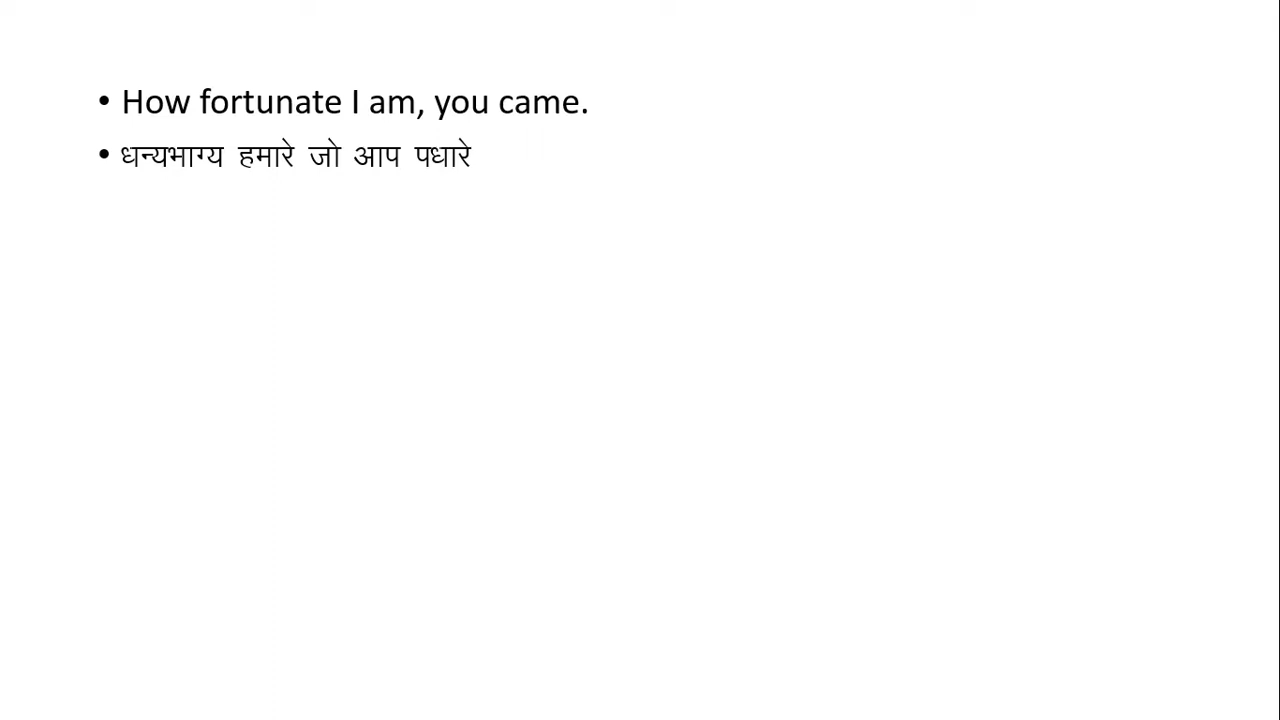 • How fortunate I am, you came.
• धन्यभाग्य हमारे जो आप पधारे